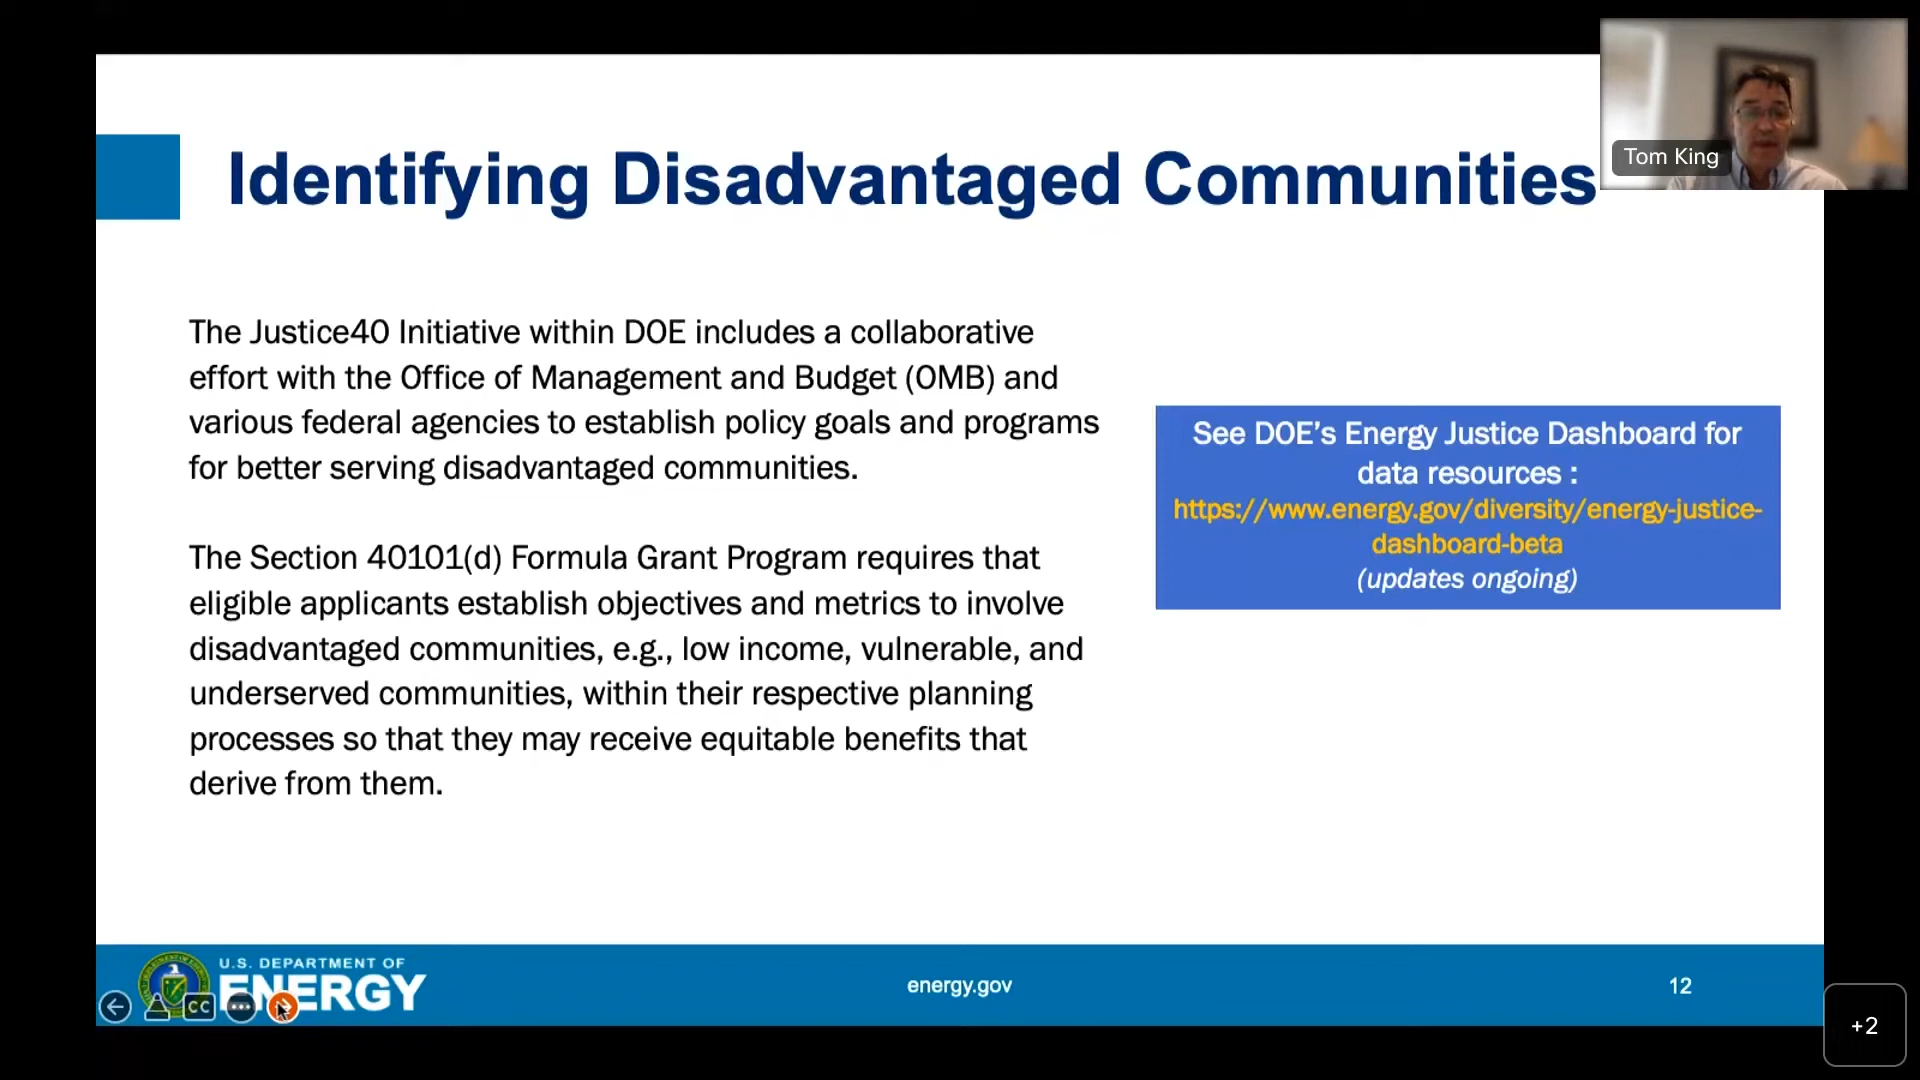 Tom King
Identifying Disadvantaged Communities
The Justice40 Initiative within DOE includes a collaborative
effort with the Office of Management and Budget (OMB) and
various federal agencies to establish policy goals and programs
for better serving disadvantaged communities.
The Section 40101(d) Formula Grant Program requires that
eligible applicants establish objectives and metrics to involve
disadvantaged communities, e.g., low income, vulnerable, and
underserved communities, within their respective planning
processes so that they may receive equitable benefits that
derive from them.
See DOE's Energy Justice Dashboard for
data resources :
https://www.energy.gov/diversity/energy-justice-
dashboard-beta
(updates ongoing)
U.S. DEPARTMENT OF
ENERGY
CC
energy.gov
12
+2